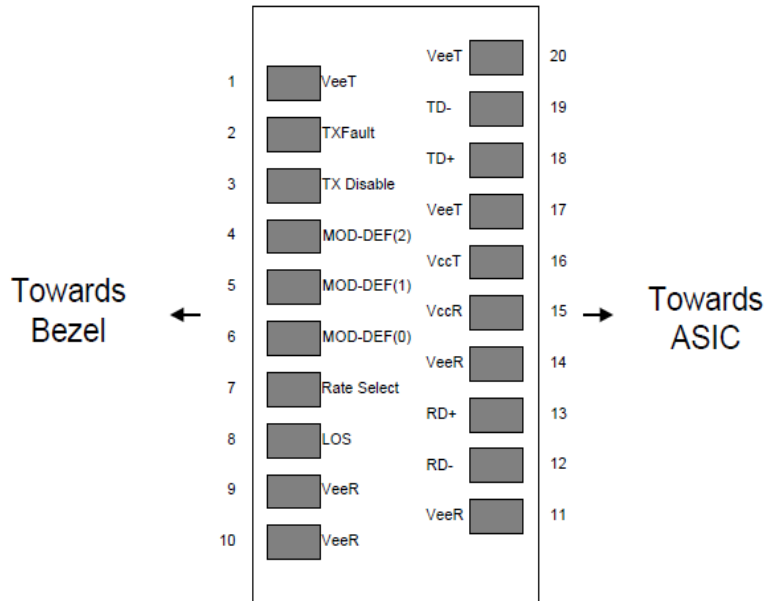 VeeT 20
1 VeeT
TD- 19
2 TXFault
TD+ 18
3 TX Disable
VeeT 17
4 MOD-DEF(2)
VccT 16
5 MOD-DEF(1)
Towards
Bezel
VccR 15
Towards
ASIC
6 MOD-DEF(0)
VeeR 14
7 Rate Select
RD+ 13
8 LOS
RD- 12
9 VeeR
VeeR 11
10 VeeR